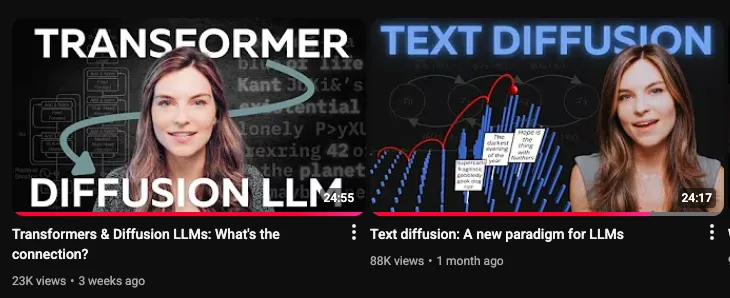 TRANSFORMER
Kant
existential
lonely
42
the planet
DIFFUSION LLM
24:55
Transformers & Diffusion LLMs: What's the
connection?
23K views • 3 weeks ago
TEXT DIFFUSION
The
darkest
evening
of the
year
Hope is
the
thing
with
feathers
24:17
Text diffusion: A new paradigm for LLMs
88K views • 1 month ago